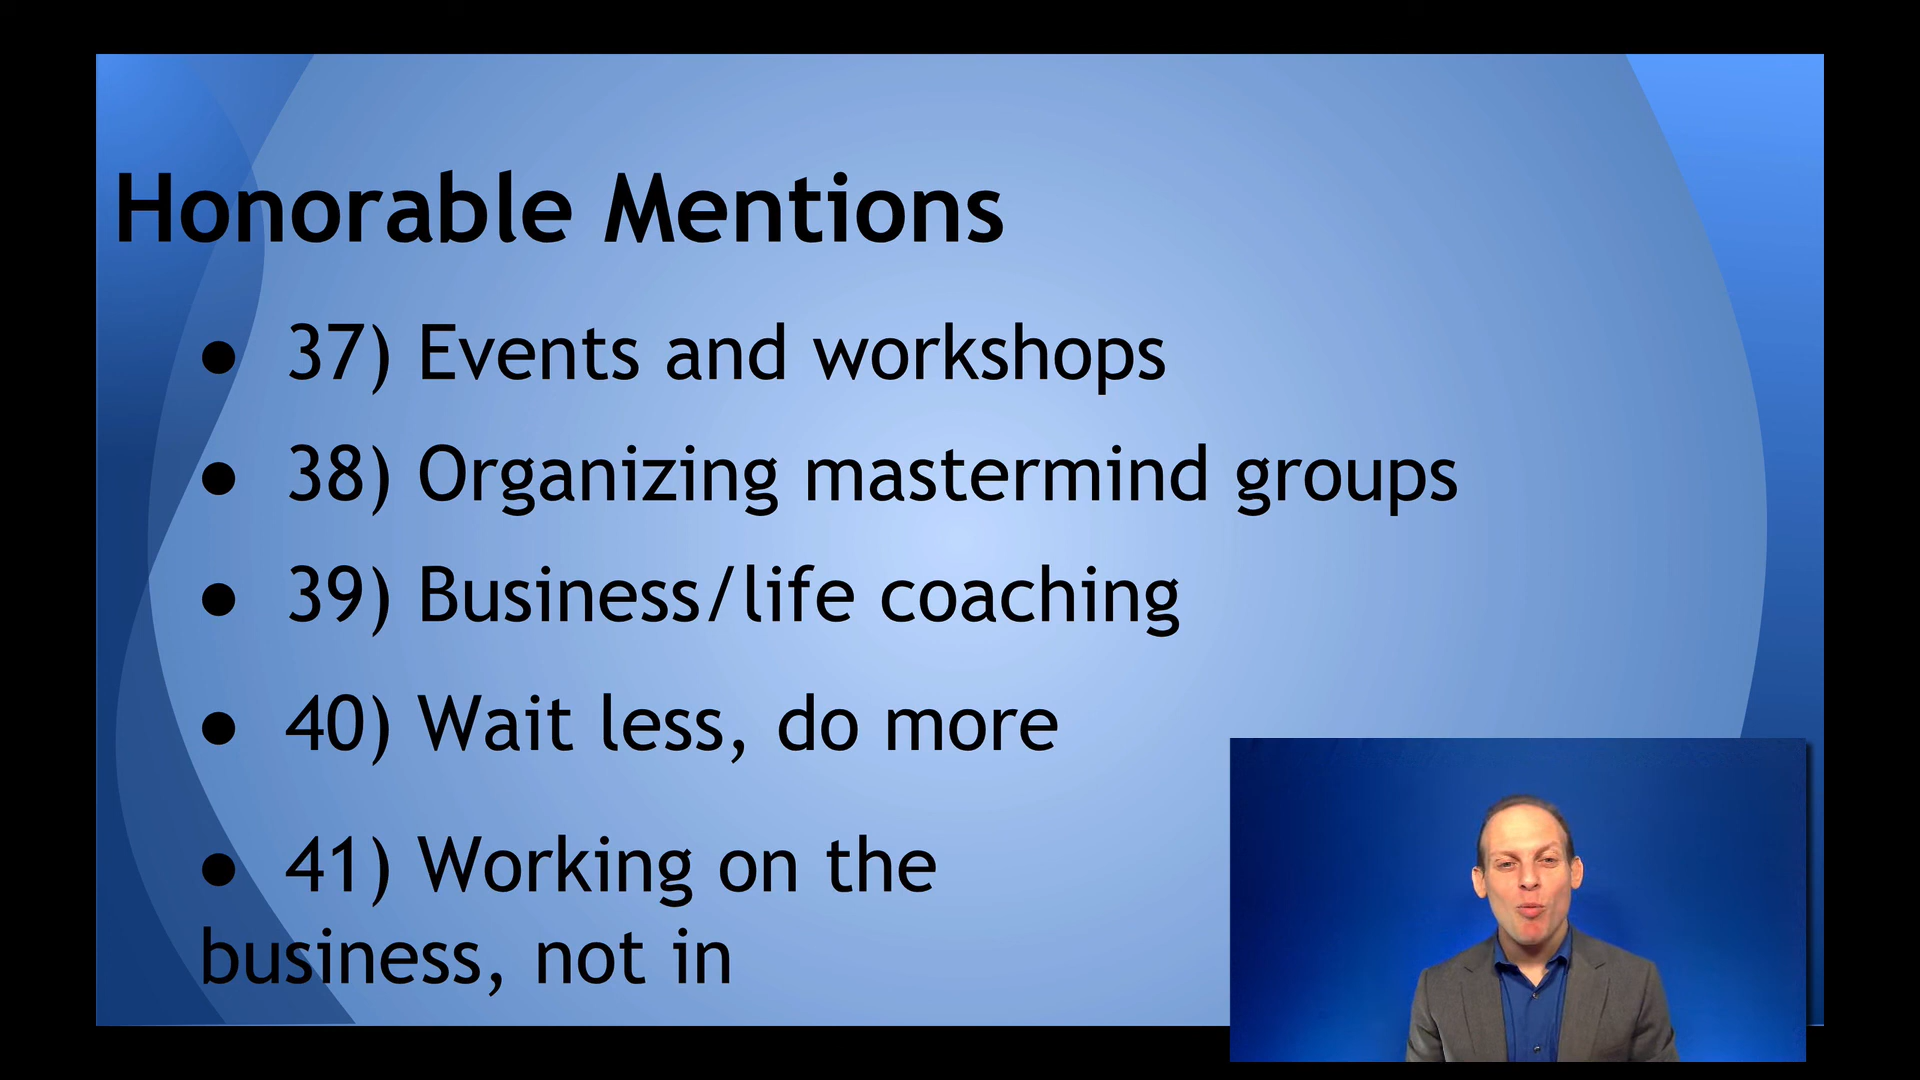 Honorable Mentions
● 37) Events and workshops
● 38) Organizing mastermind groups
● 39) Business/life coaching
● 40) Wait less, do more
● 41) Working on the
business, not in